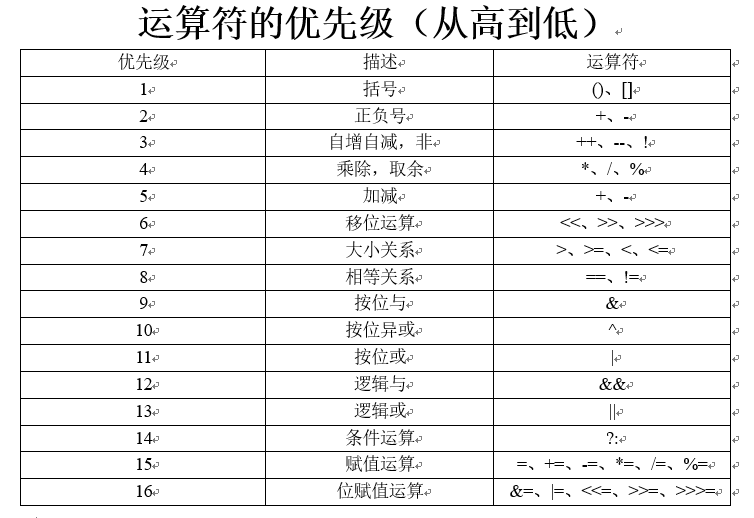 运算符的优先级（从高到低）
优先级 描述 运算符
1 括号 ()、[]
2 正负号 +、-
3 自增自减，非 ++、--、!
4 乘除，取余 *、/、%
5 加减 +、-
6 移位运算 <<、>>、>>>
7 大小关系 >、>=、<、<=
8 相等关系 ==、!=
9 按位与 &
10 按位异或 ^
11 按位或 |
12 逻辑与 &&
13 逻辑或 ||
14 条件运算 ?:
15 赋值运算 =、+=、-=、*=、/=、%=
16 位赋值运算 &=、|=、<<=、>>=、>>>=